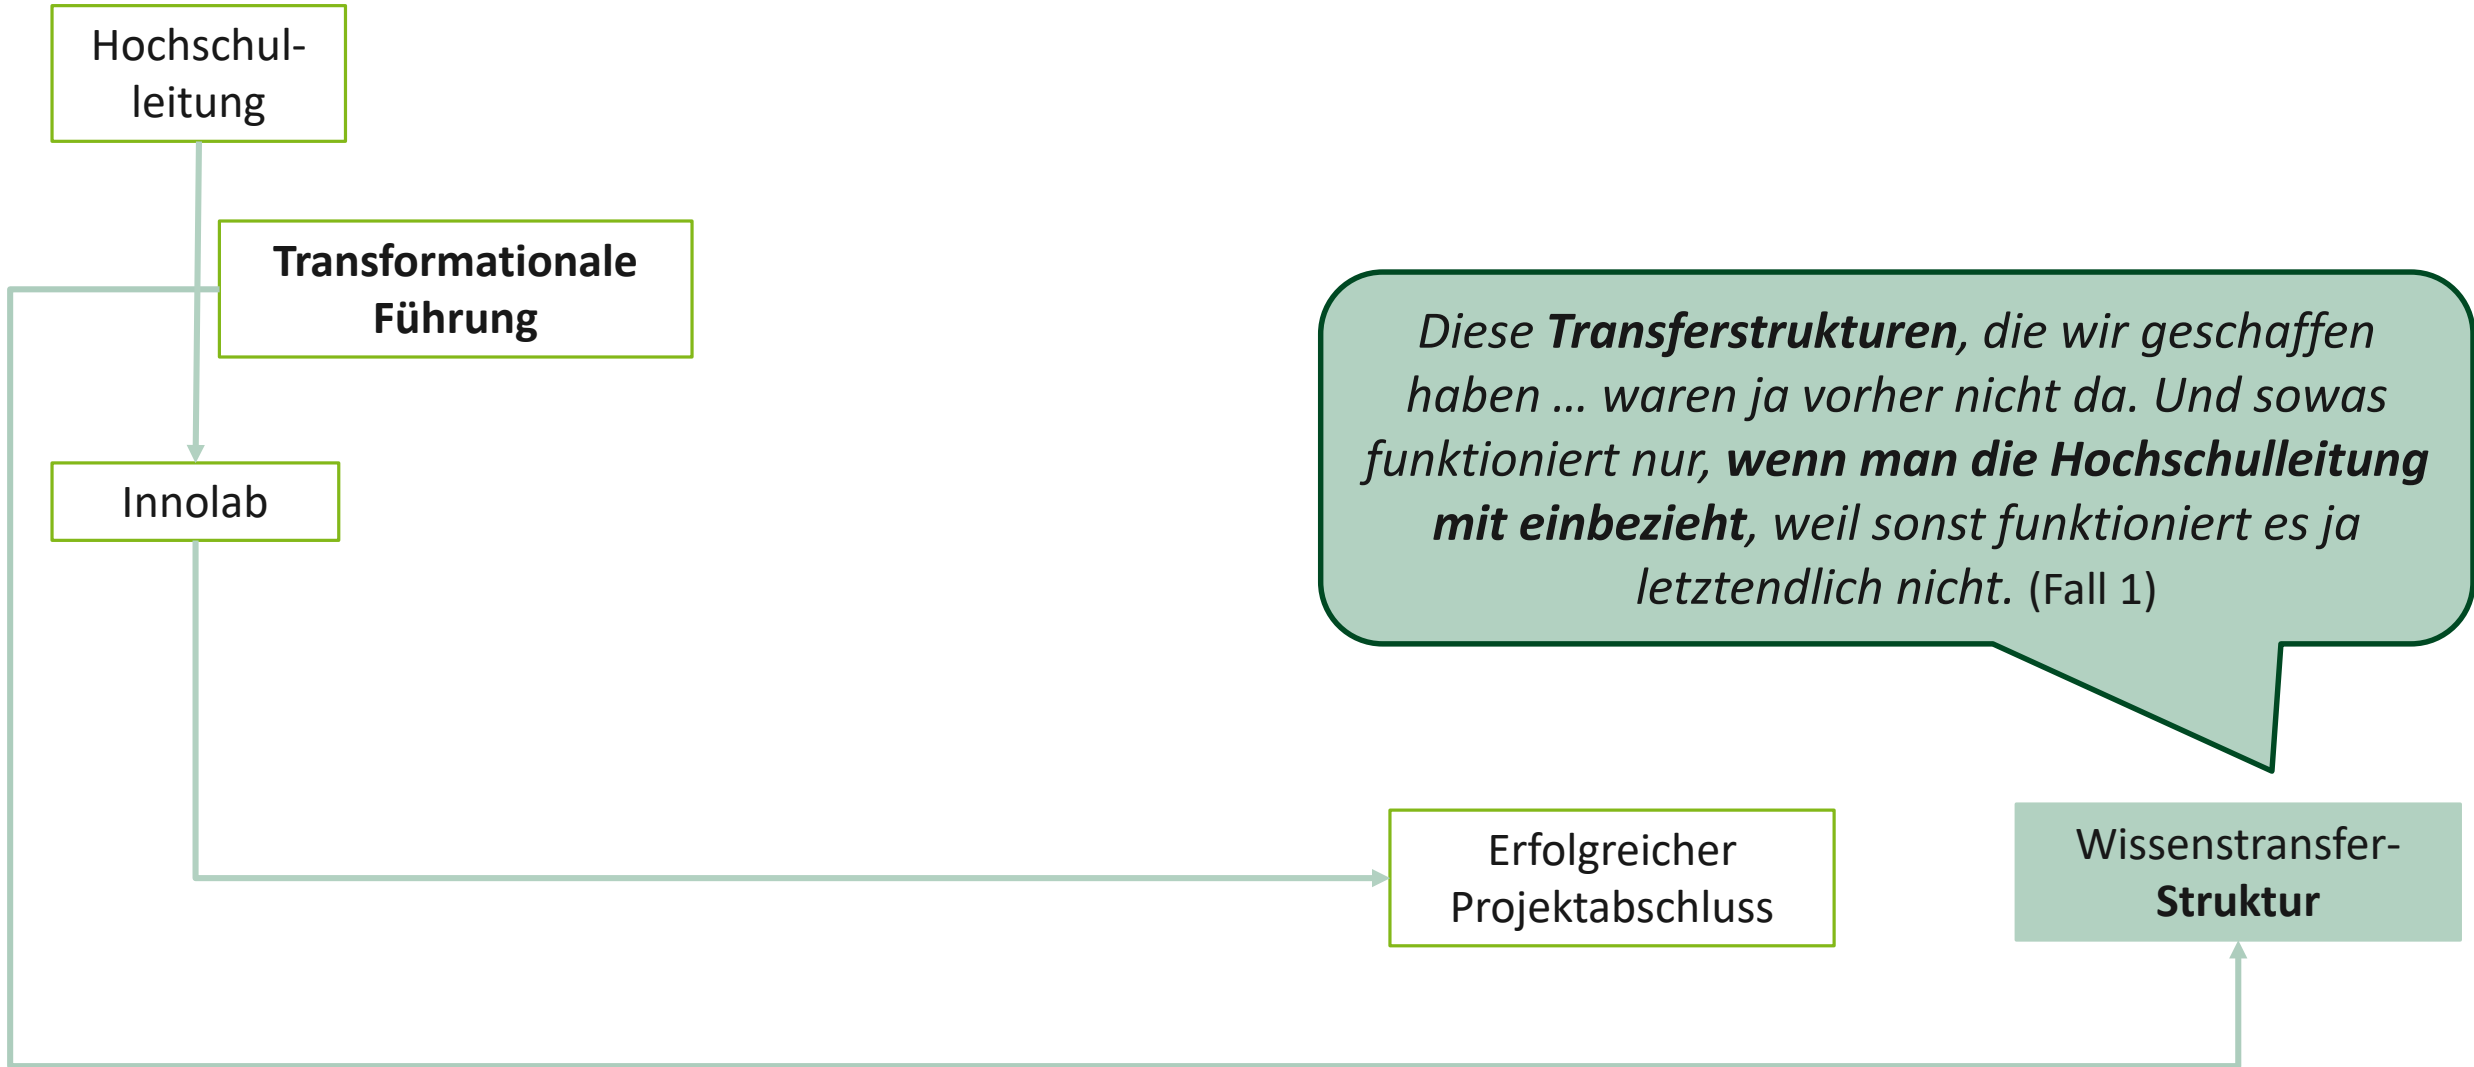 Hochschul-
leitung
Transformationale
Führung
Innolab
Diese Transferstrukturen, die wir geschaffen
haben … waren ja vorher nicht da. Und sowas
funktioniert nur, wenn man die Hochschulleitung
mit einbezieht, weil sonst funktioniert es ja
letztendlich nicht. (Fall 1)
Erfolgreicher
Projektabschluss
Wissenstransfer-
Struktur